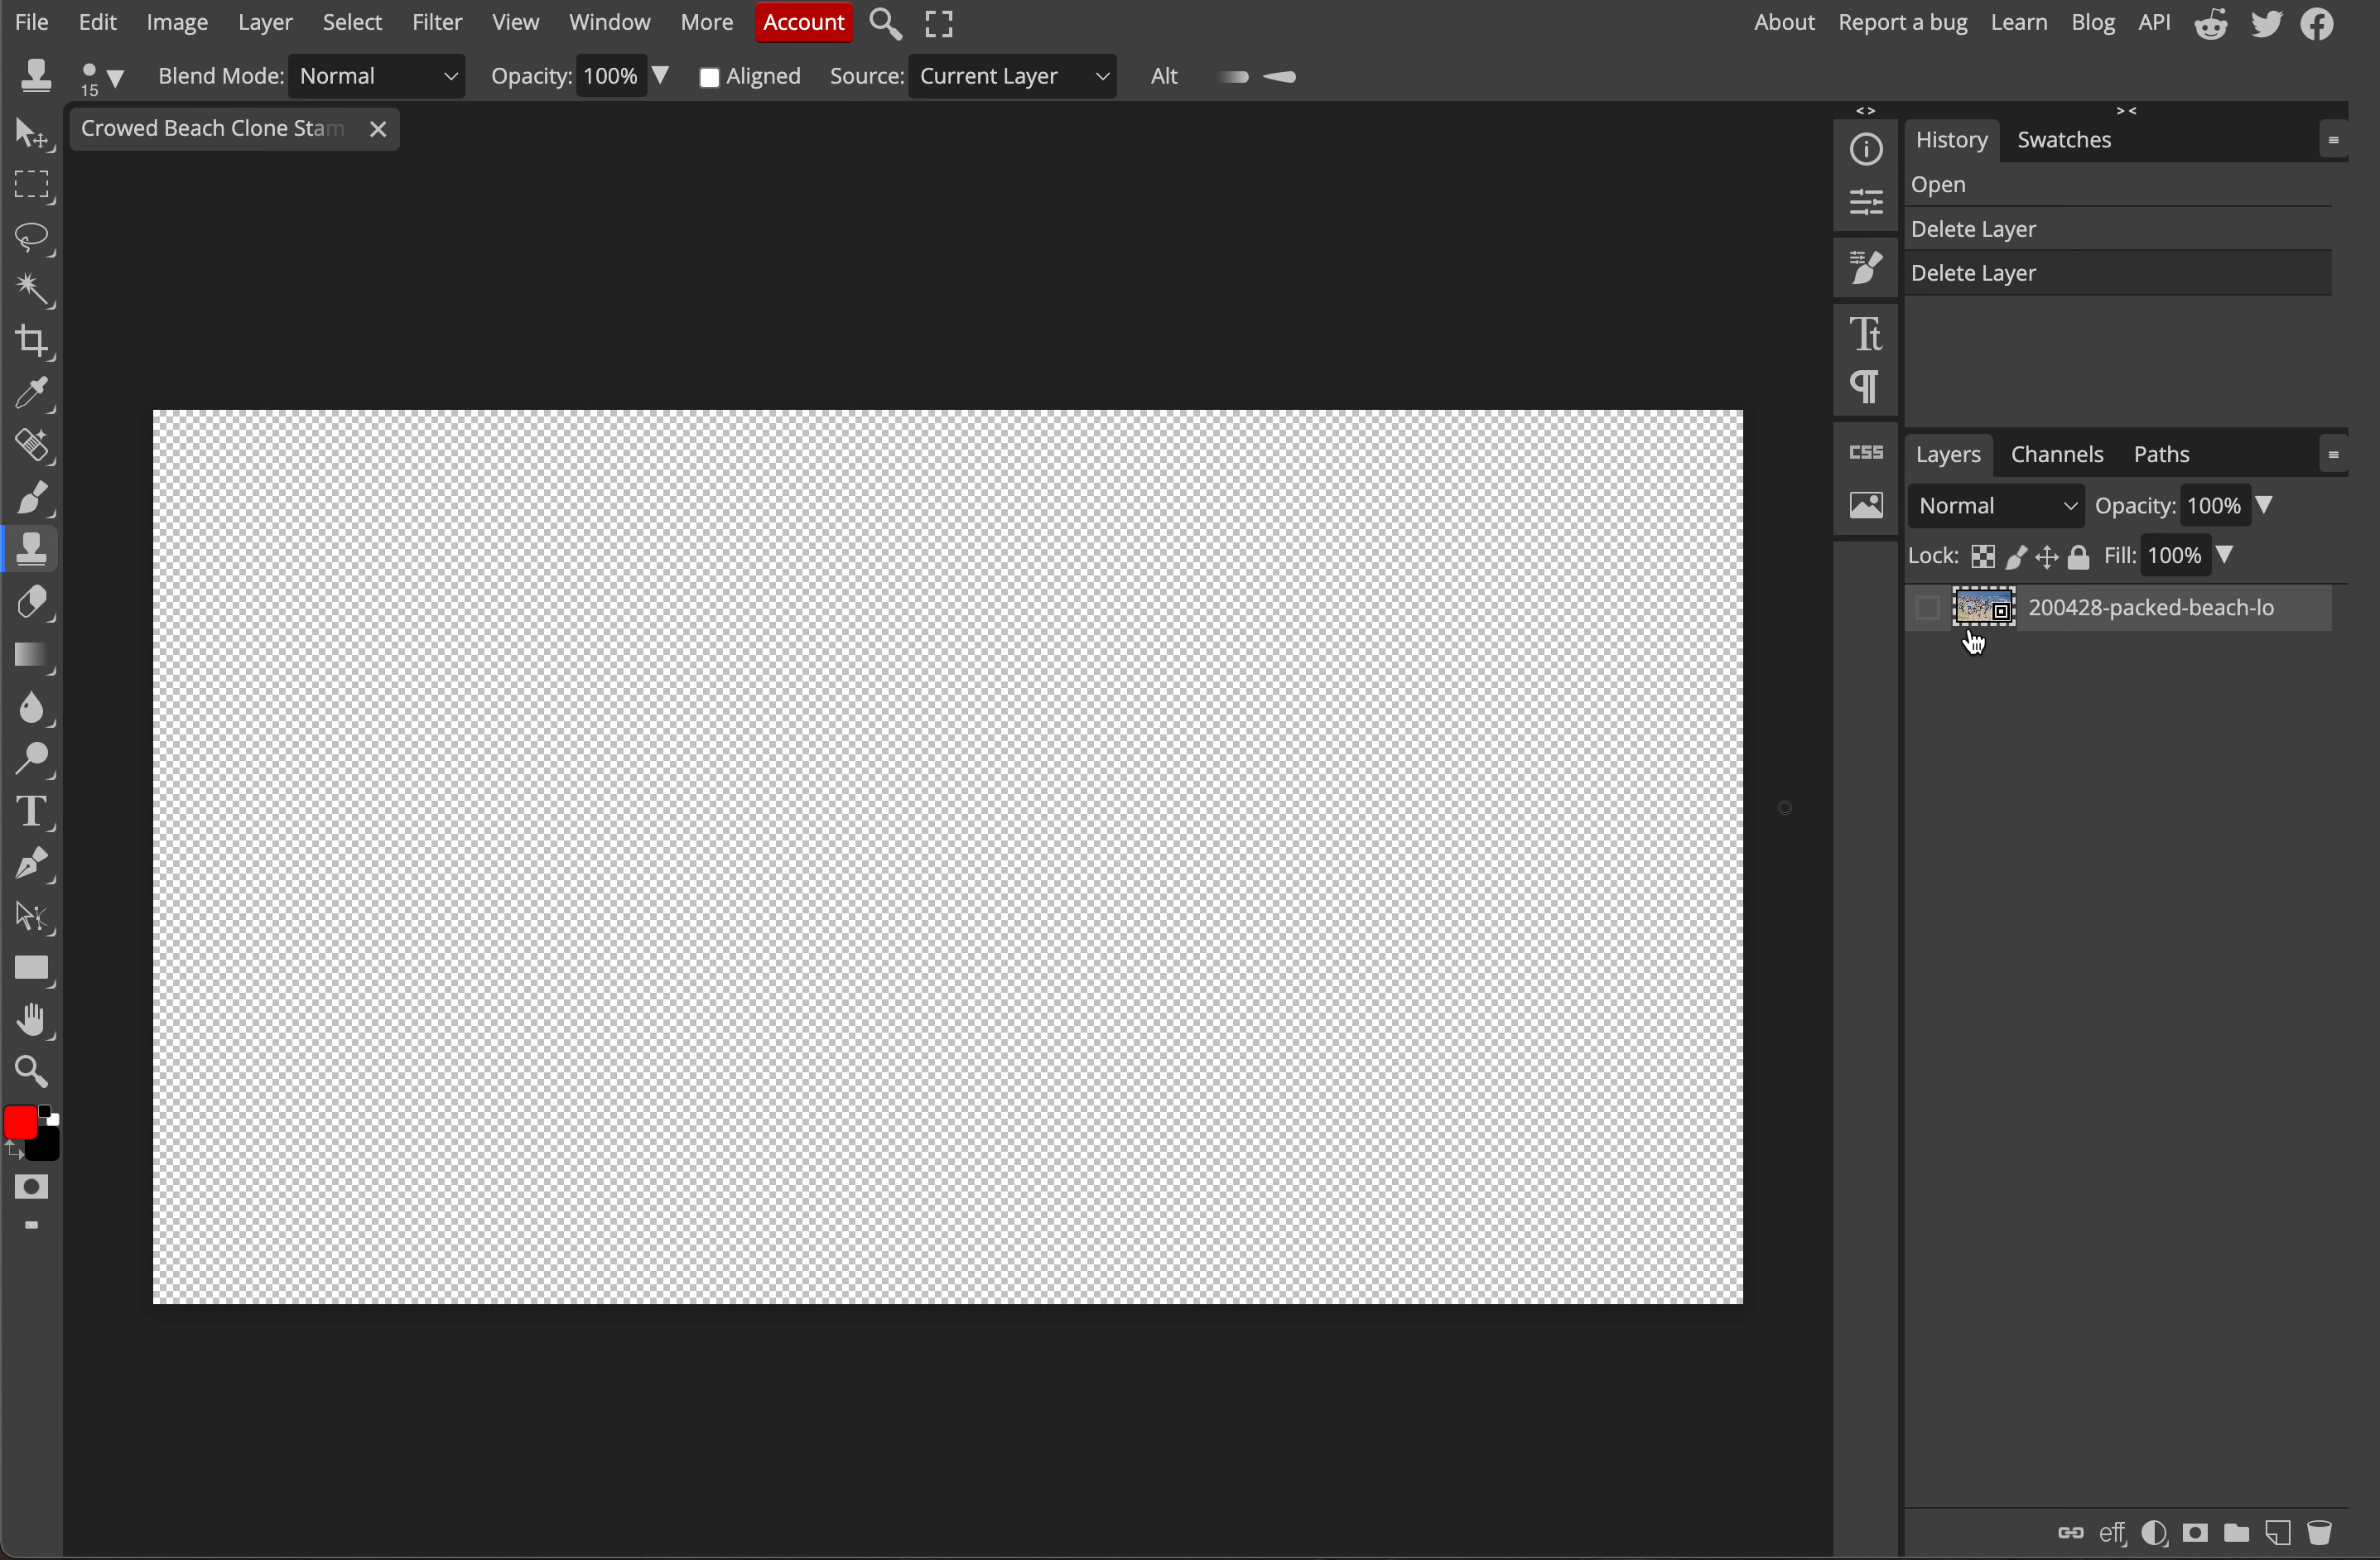 File Edit Image Layer Select Filter View Window More Account About Report a bug Learn Blog API
15 Blend Mode: Normal Opacity: 100% Aligned Source: Current Layer Alt
Crowed Beach Clone Stam
< > > <
History Swatches
Open
Delete Layer
Delete Layer
Tt
CSS
Layers Channels Paths
Normal Opacity: 100%
Lock: Fill: 100%
200428-packed-beach-lo
T
eff